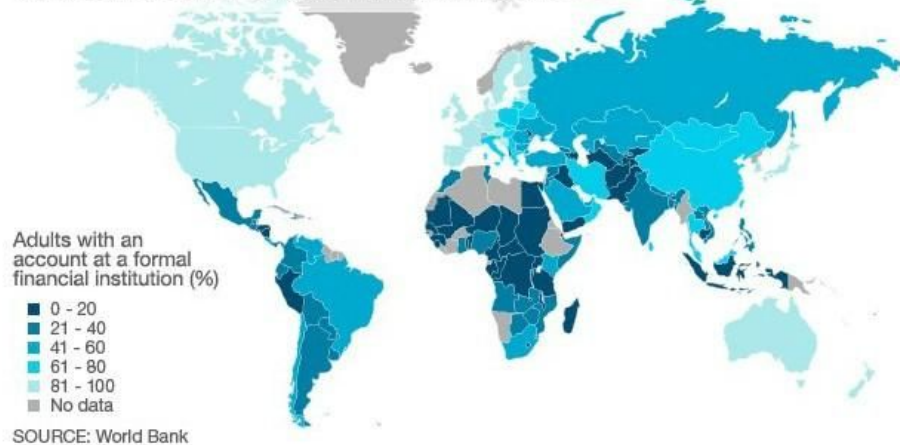 Adults with an
account at a formal
financial institution (%)
0 - 20
21 - 40
41 - 60
61 - 80
81 - 100
No data
SOURCE: World Bank